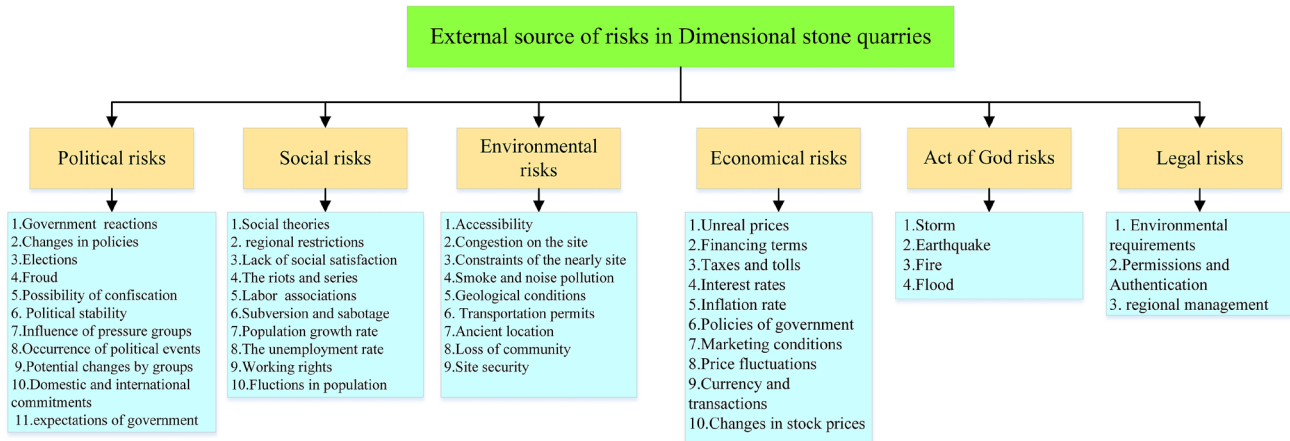 External source of risks in Dimensional stone quarries
Political risks
1.Government reactions
2.Changes in policies
3.Elections
4.Froud
5.Possibility of confiscation
6. Political stability
7.Influence of pressure groups
8.Occurrence of political events
9.Potential changes by groups
10.Domestic and international
commitments
11.expectations of government
Social risks
1.Social theories
2. regional restrictions
3.Lack of social satisfaction
4.The riots and series
5.Labor associations
6.Subversion and sabotage
7.Population growth rate
8.The unemployment rate
9.Working rights
10.Fluctions in population
Environmental
risks
1.Accessibility
2.Congestion on the site
3.Constraints of the nearly site
4.Smoke and noise pollution
5.Geological conditions
6. Transportation permits
7.Ancient location
8.Loss of community
9.Site security
Economical risks
1.Unreal prices
2.Financing terms
3.Taxes and tolls
4.Interest rates
5.Inflation rate
6.Policies of government
7.Marketing conditions
8.Price fluctuations
9.Currency and
transactions
10.Changes in stock prices
Act of God risks
1.Storm
2.Earthquake
3.Fire
4.Flood
Legal risks
1. Environmental
requirements
2.Permissions and
Authentication
3. regional management